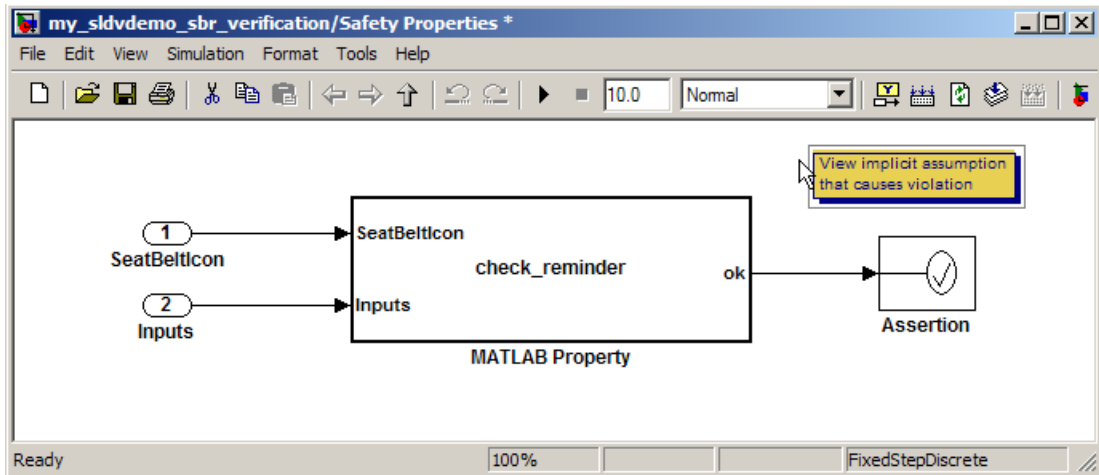 my_sldvdemo_sbr_verification/Safety Properties *
File Edit View Simulation Format Tools Help
10.0 Normal
View implicit assumption
that causes violation
1
SeatBeltIcon
2
Inputs
SeatBeltIcon
check_reminder
ok
Inputs
MATLAB Property
Assertion
Ready 100% FixedStepDiscrete